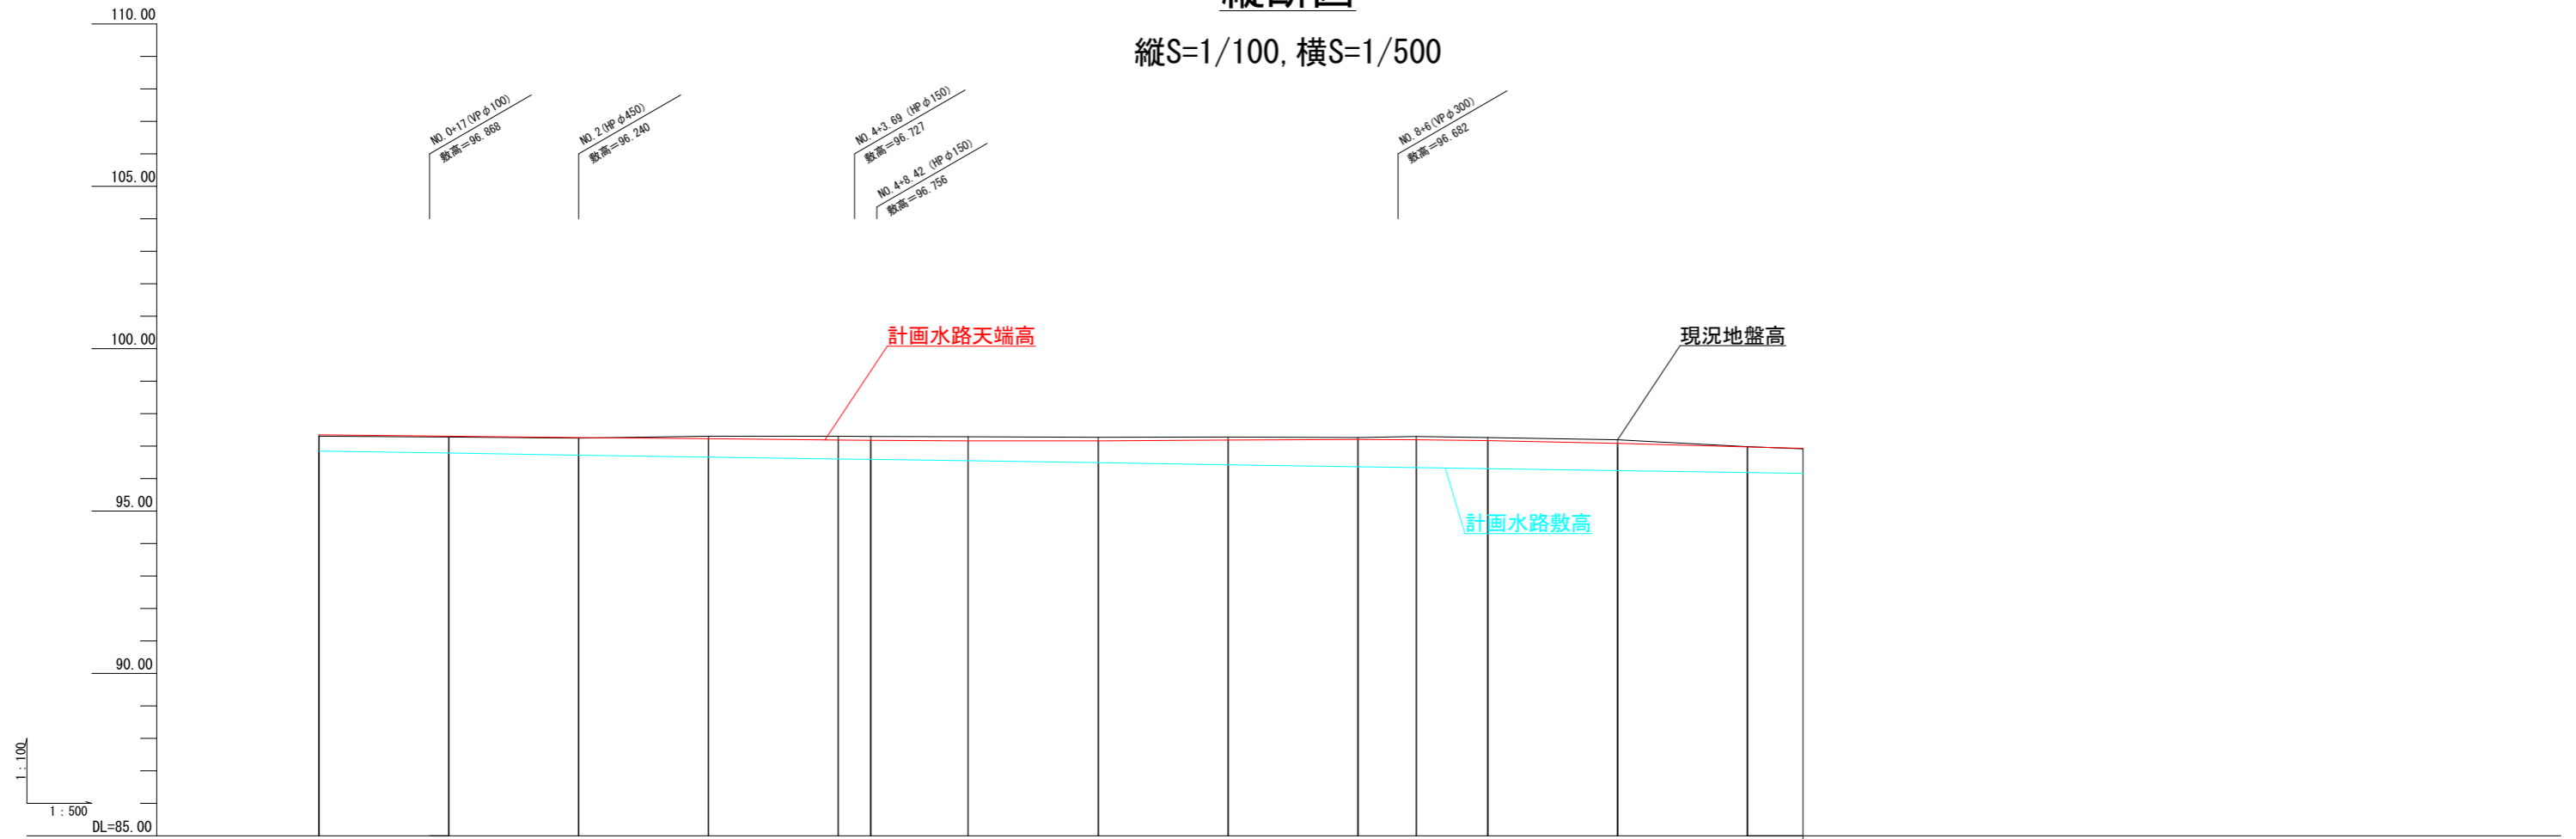 縦断図
縦S=1/100,横S=1/500
110.00
NO.0+17(VPφ100)
敷高=96.868
NO.2(HPφ450)
敷高=96.240
NO.4+3.69 (HPφ150)
敷高=96.727
NO.4+8.42 (HPφ150)
敷高=96.756
NO.8+6(VPφ300)
敷高=96.682
105.00
100.00
計画水路天端高
現況地盤高
95.00
計画水路敷高
90.00
1:100
1:500
DL=85.00